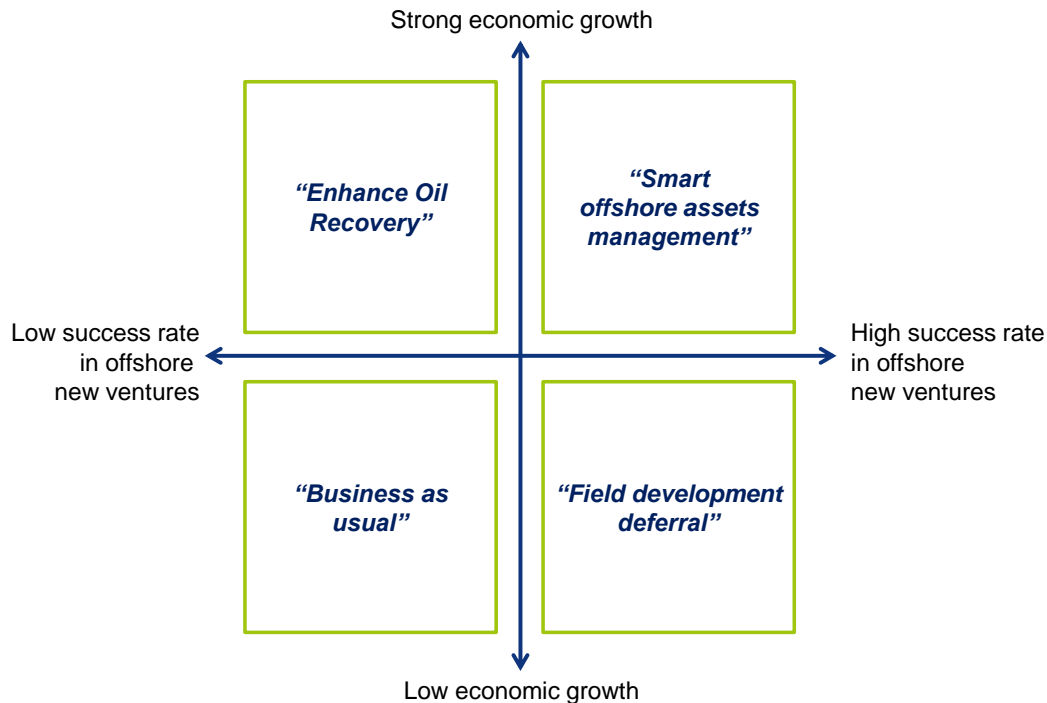 Strong economic growth
“Enhance Oil
Recovery”
“Smart
offshore assets
management”
Low success rate
in offshore
new ventures
High success rate
in offshore
new ventures
“Business as
usual”
“Field development
deferral”
Low economic growth